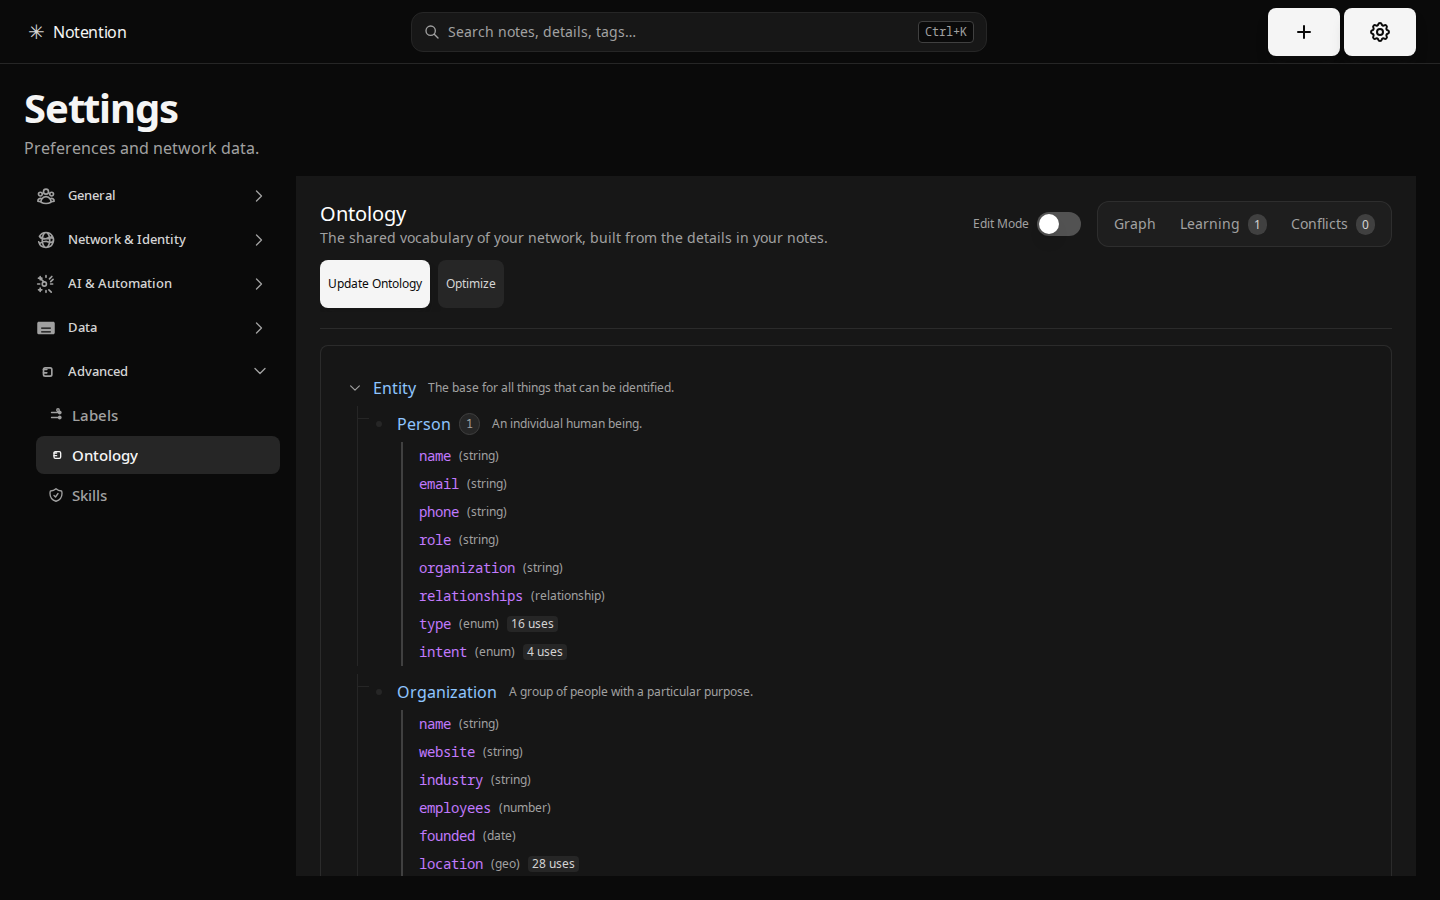 Notention
Search notes, details, tags...
Ctrl+K
Settings
Preferences and network data.
General
Network & Identity
AI & Automation
Data
Advanced
Labels
Ontology
Skills
Ontology
The shared vocabulary of your network, built from the details in your notes.
Edit Mode
Graph
Learning 1
Conflicts 0
Update Ontology
Optimize
Entity The base for all things that can be identified.
Person 1 An individual human being.
name (string)
email (string)
phone (string)
role (string)
organization (string)
relationships (relationship)
type (enum) 16 uses
intent (enum) 4 uses
Organization A group of people with a particular purpose.
name (string)
website (string)
industry (string)
employees (number)
founded (date)
location (geo) 28 uses